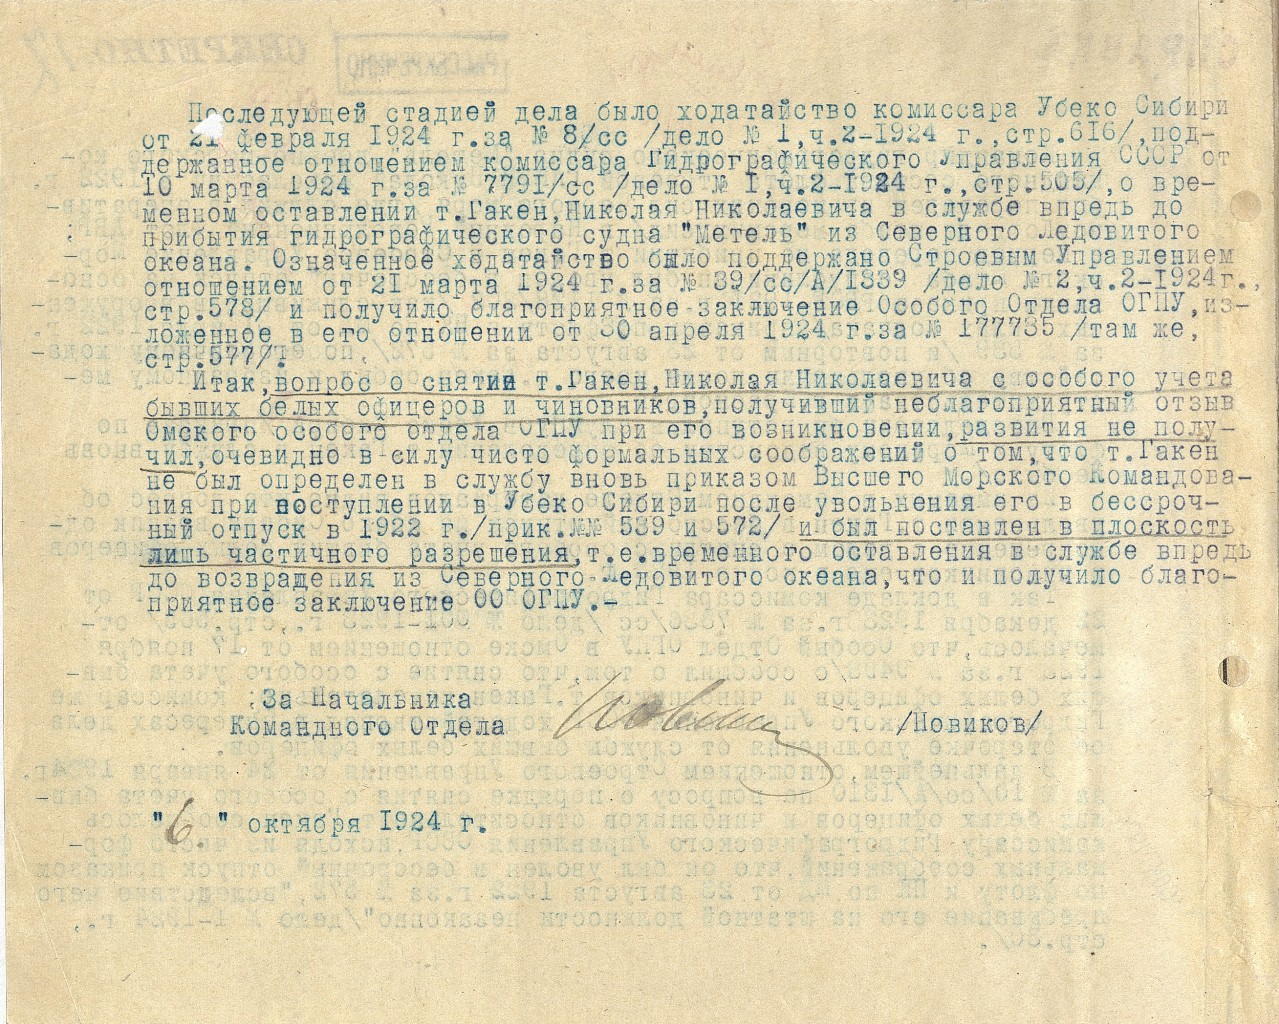 Последующей стадией дела было ходатайство комиссара Убеко Сибири
от 21 февраля 1924 г.за № 8/сс /дело № 1,ч.2-1924 г.,стр.616/,под-
держанное отношением комиссара Гидрографического Управления СССР от
10 марта 1924 г.за № 7791/сс /дело № 1,ч.2-1924 г.,стр.505/,о вре-
менном оставлении т.Гакен,Николая Николаевича в службе впредь до
прибытия гидрографического судна "Метель" из Северного Ледовитого
океана. Означенное ходатайство было поддержано Строевым Управлением
отношением от 21 марта 1924 г.за № 39/сс/А/1339 /дело № 2,ч.2-1924г.,
стр.578/ и получило благоприятное заключение Особого Отдела ОГПУ,из-
ложенное в его отношении от 30 апреля 1924 г.за № 177735 /там же,
стр.577/.
Итак,вопрос о снятии т.Гакен,Николая Николаевича с особого учета
бывших белых офицеров и чиновников,получивший неблагоприятный отзыв
Омского особого отдела ОГПУ при его возникновении,развития не полу-
чил,очевидно в силу чисто формальных соображений о том,что т.Гакен
не был определен в службу вновь приказом Высшего Морского Командова-
ния при поступлении в Убеко Сибири после увольнения его в бессроч-
ный отпуск в 1922 г./прик.№№ 539 и 572/ и был поставлен в плоскость
лишь частичного разрешения,т.е.временного оставления в службе впредь
до возвращения из Северного Ледовитого океана,что и получило благо-
приятное заключение ОО ОГПУ.-
За Начальника
Командного Отдела /Новиков/
"6" октября 1924 г.